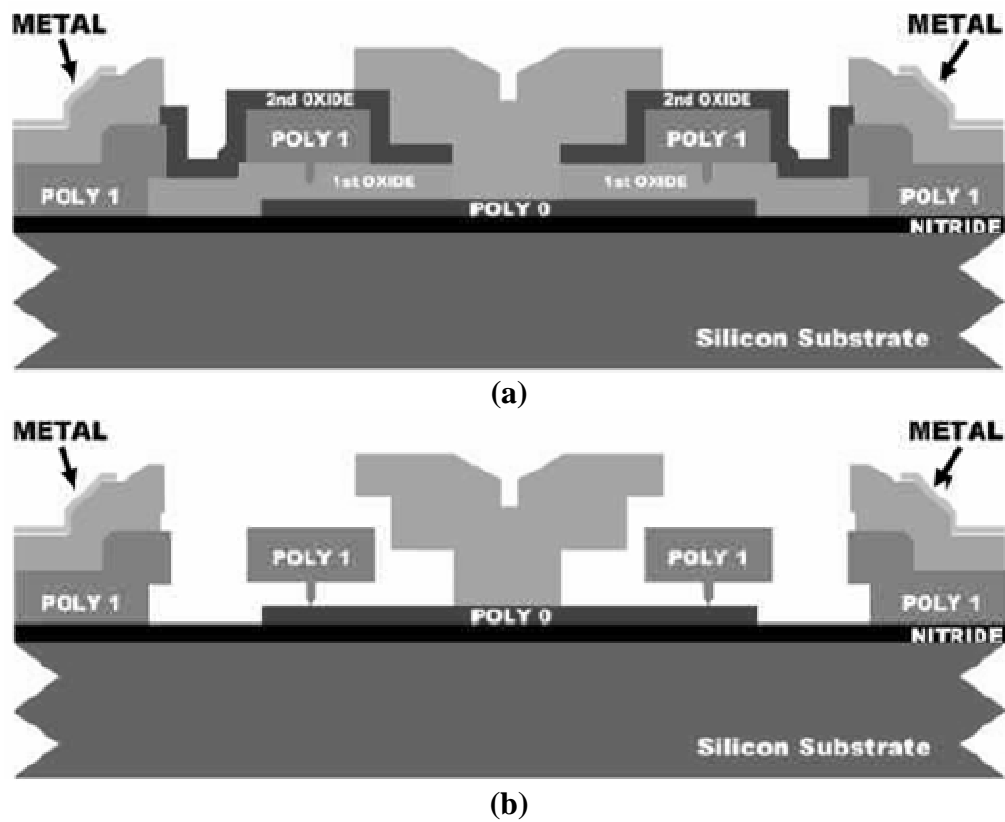 METAL METAL
2nd OXIDE 2nd OXIDE
POLY 1 POLY 1
1st OXIDE 1st OXIDE
POLY 1 POLY 1
POLY 0
NITRIDE
Silicon Substrate
(a)
METAL METAL
POLY 1 POLY 1
POLY 1 POLY 1
POLY 0
NITRIDE
Silicon Substrate
(b)